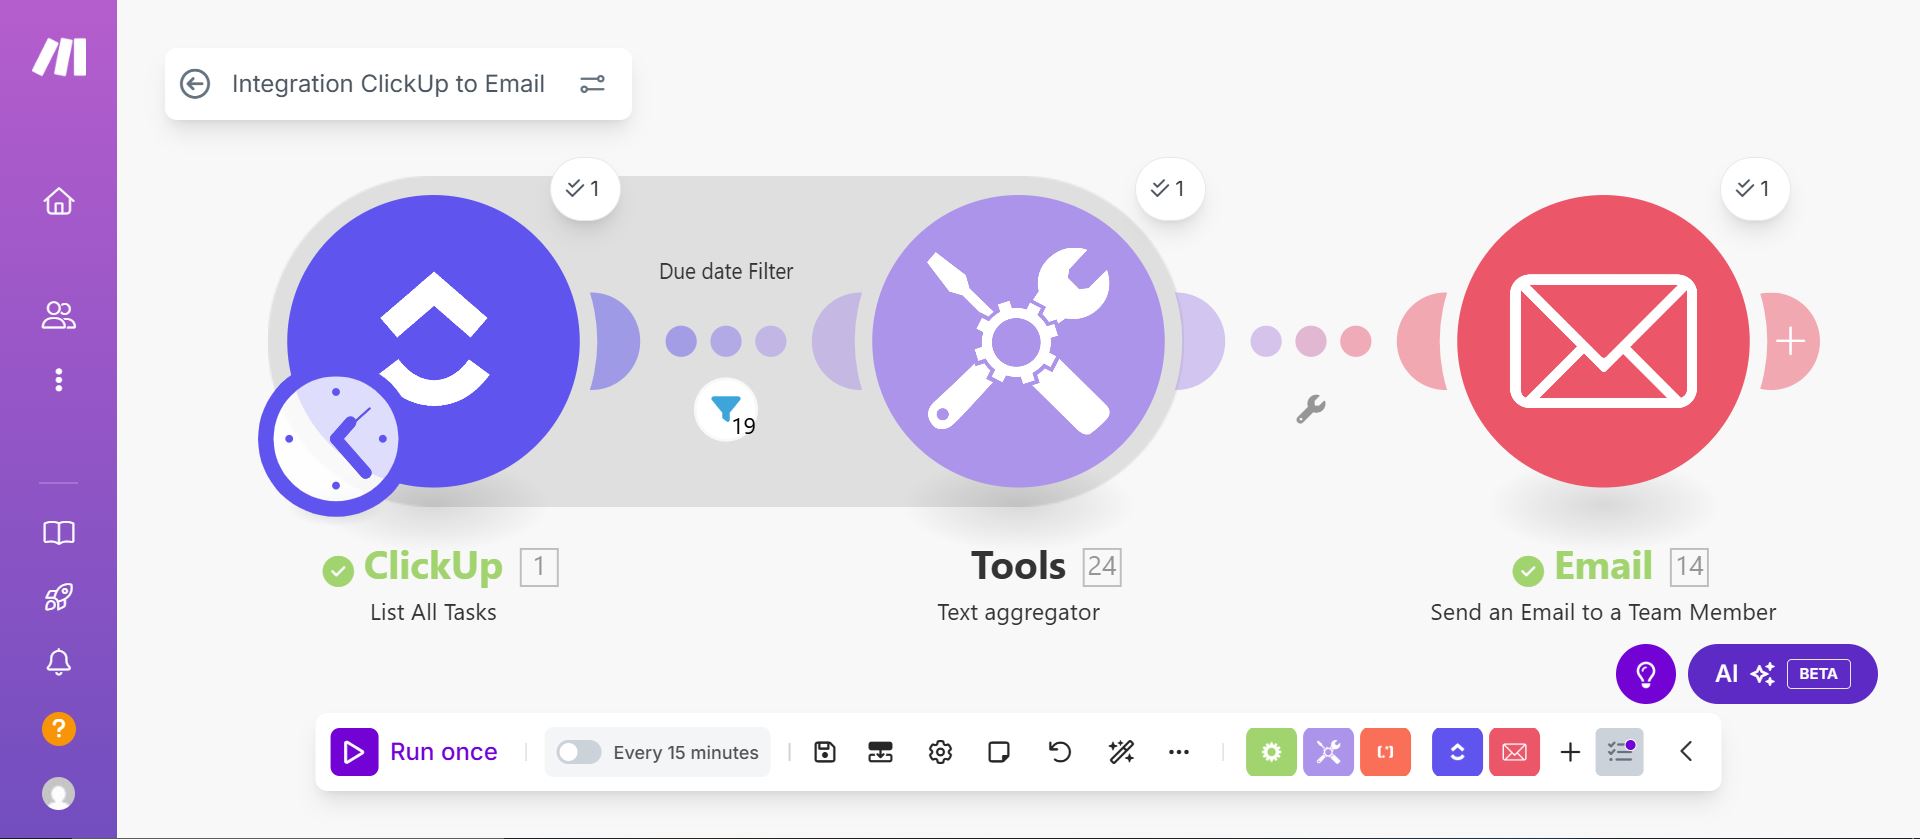 Integration ClickUp to Email
1
1
1
Due date Filter
19
ClickUp 1
List All Tasks
Tools 24
Text aggregator
Email 14
Send an Email to a Team Member
AI BETA
?
Run once
Every 15 minutes